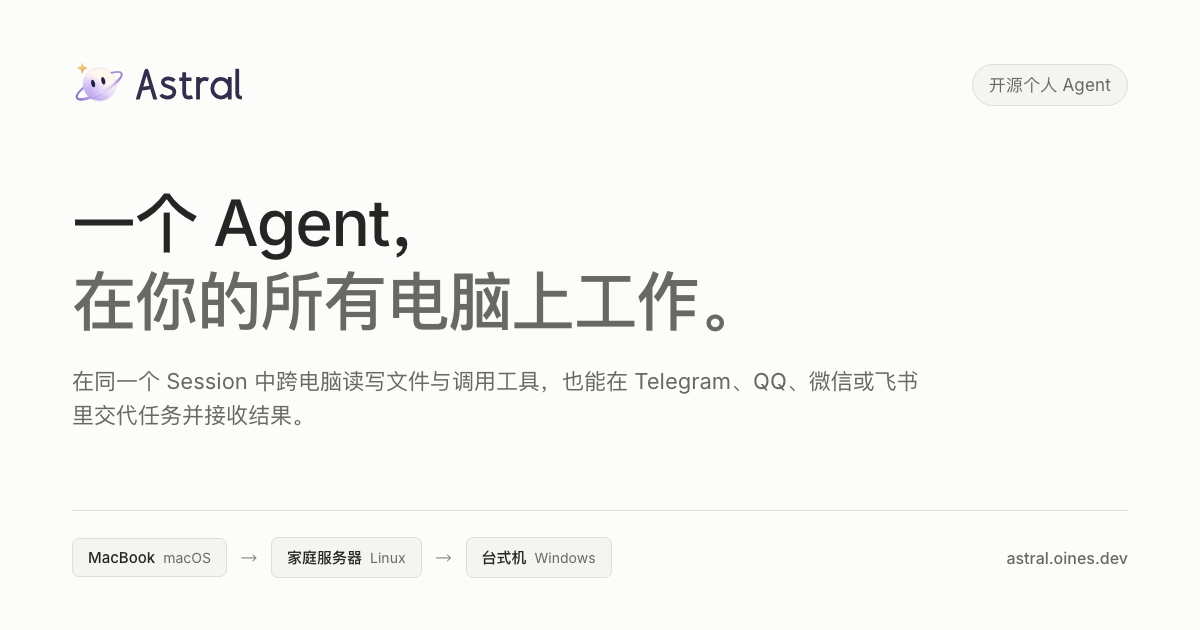 Astral
开源个人 Agent
一个 Agent，
在你的所有电脑上工作。
在同一个 Session 中跨电脑读写文件与调用工具，也能在 Telegram、QQ、微信或飞书
里交代任务并接收结果。
MacBook macOS → 家庭服务器 Linux → 台式机 Windows
astral.oines.dev